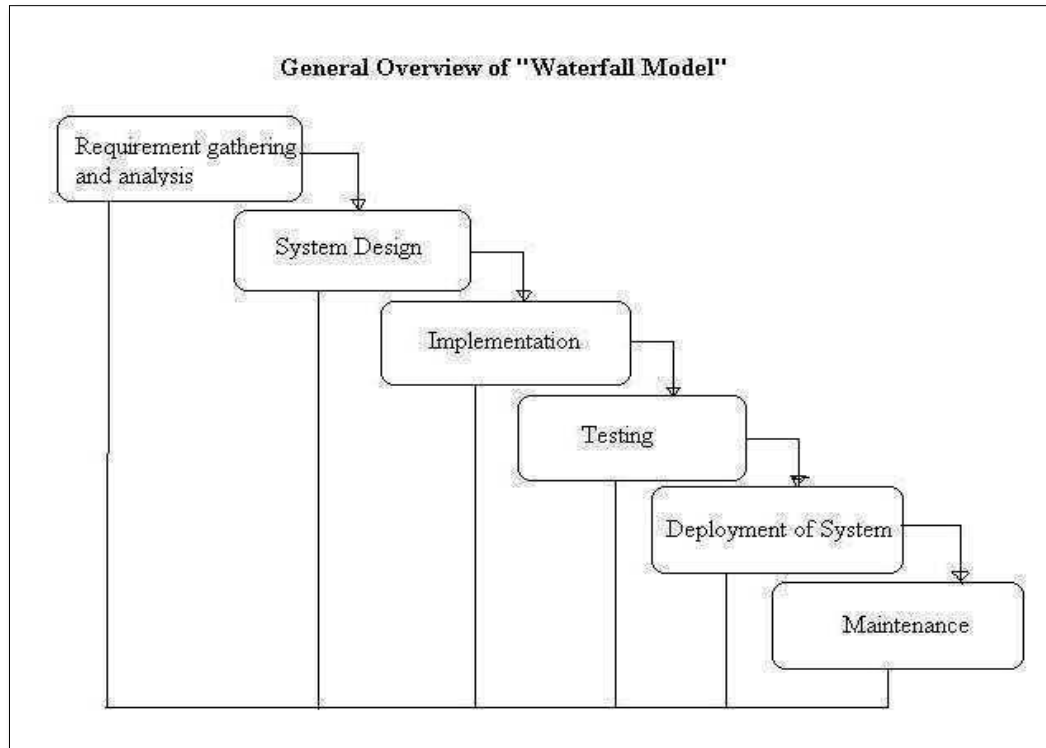 General Overview of "Waterfall Model"
Requirement gathering
and analysis
System Design
Implementation
Testing
Deployment of System
Maintenance